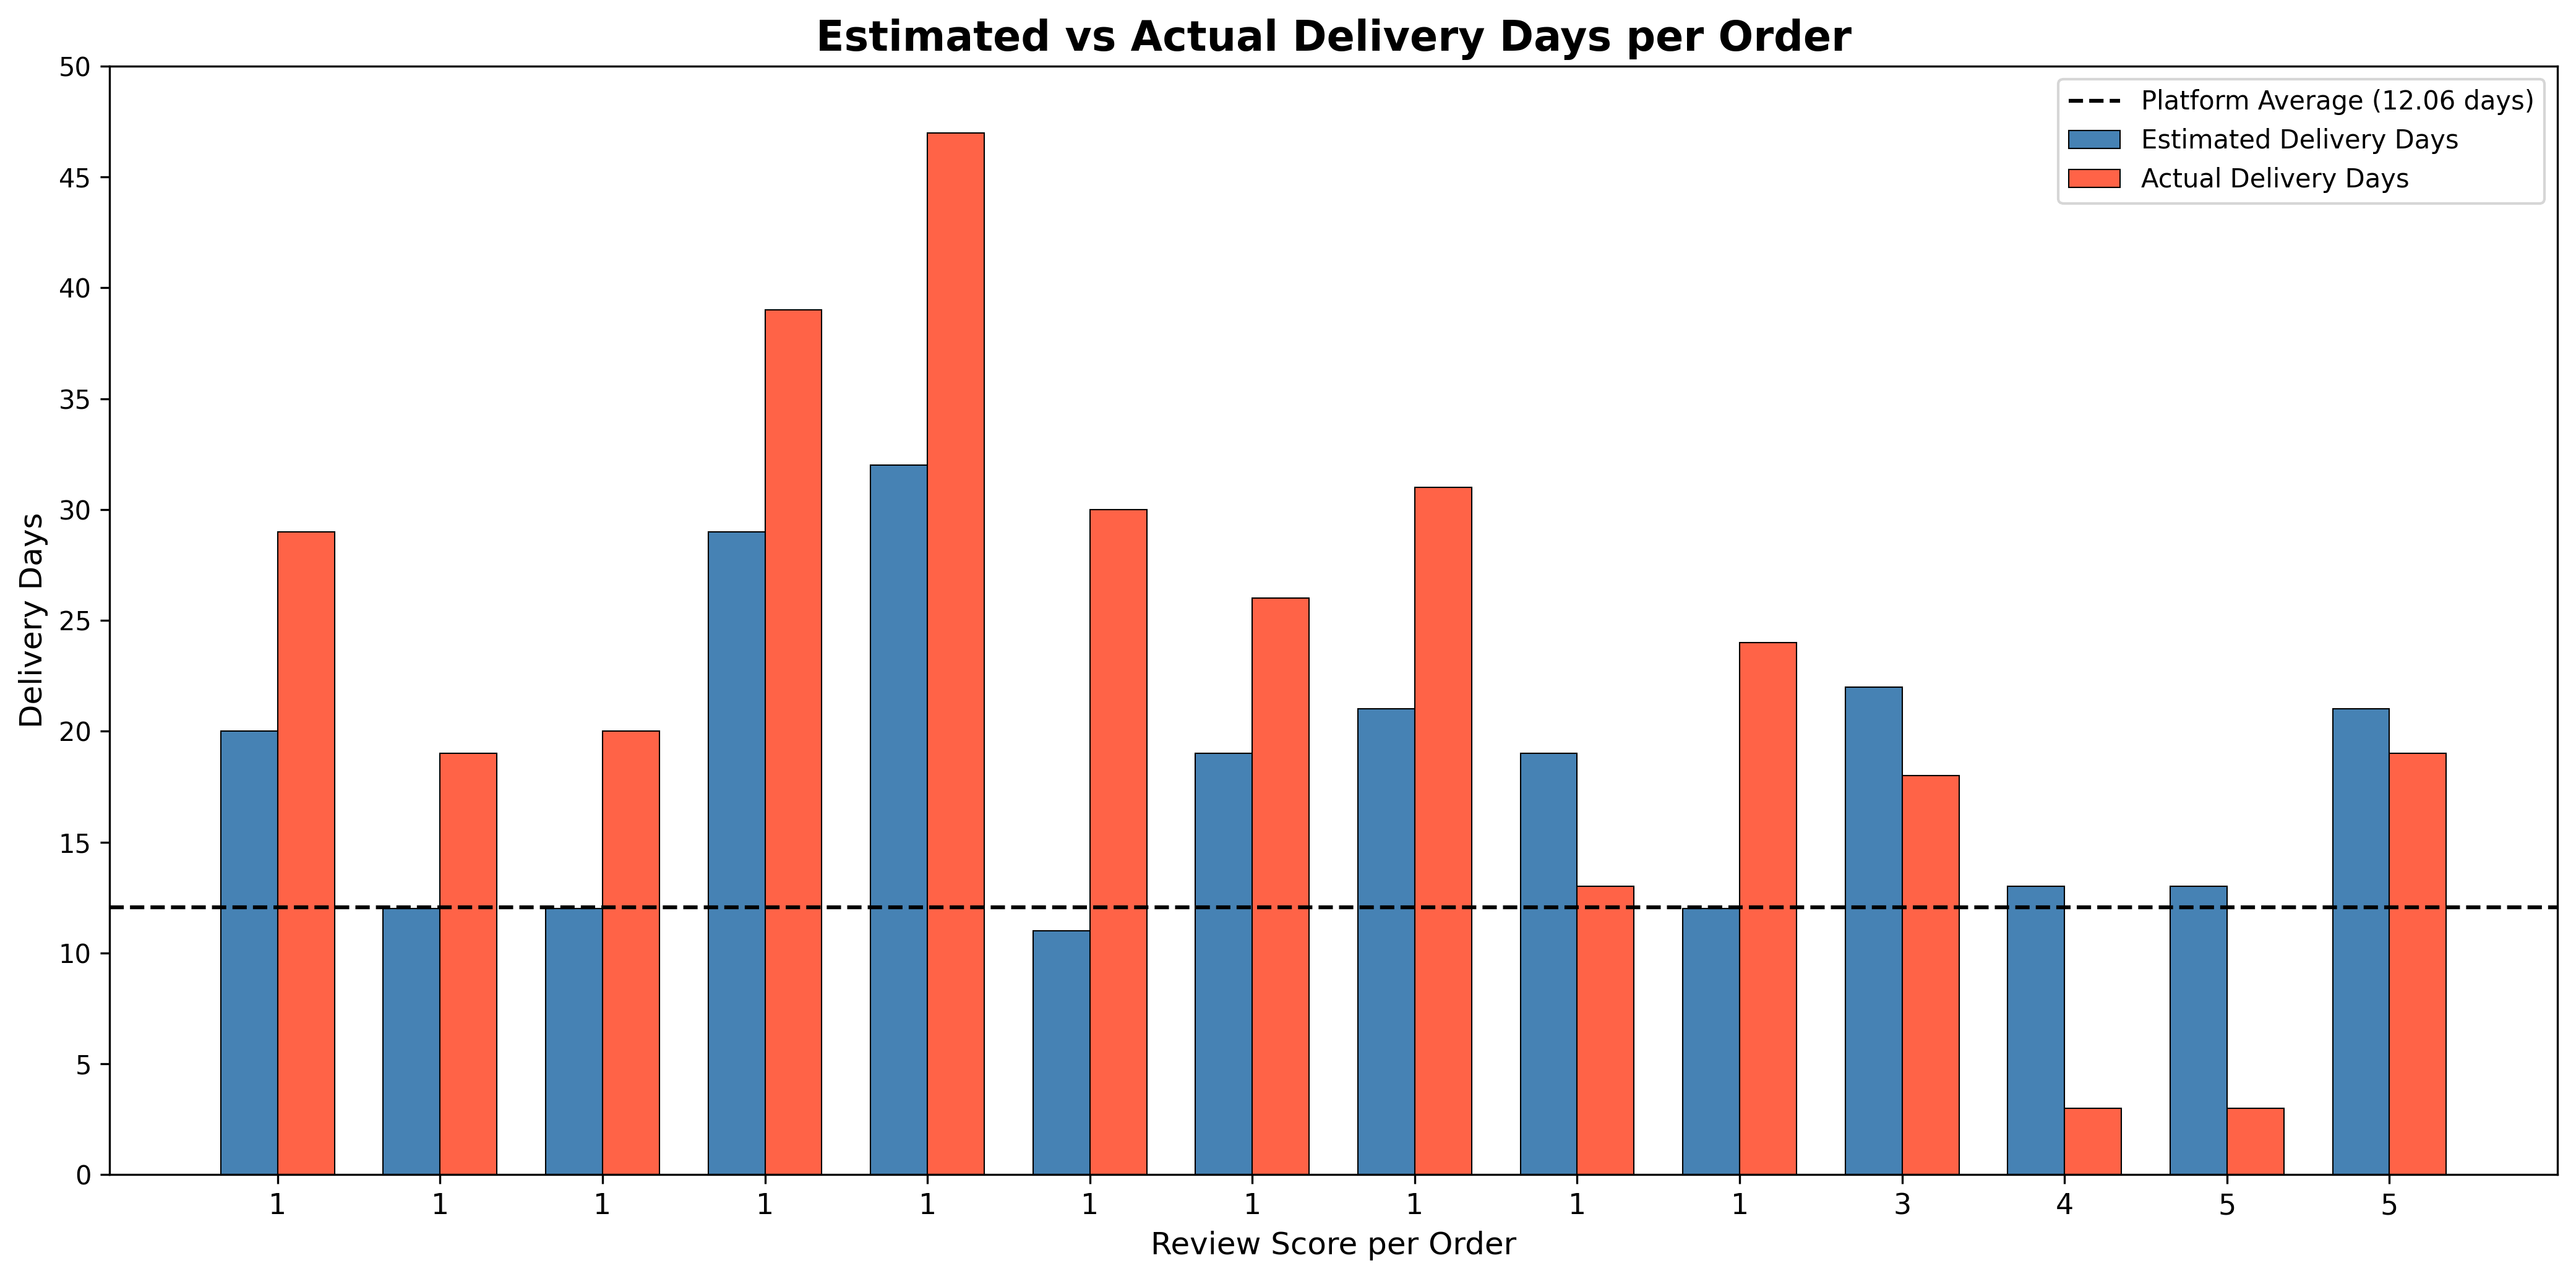 Estimated vs Actual Delivery Days per Order
Platform Average (12.06 days)
Estimated Delivery Days
Actual Delivery Days
Delivery Days
50
45
40
35
30
25
20
15
10
5
0
1 1 1 1 1 1 1 1 1 1 3 4 5 5
Review Score per Order